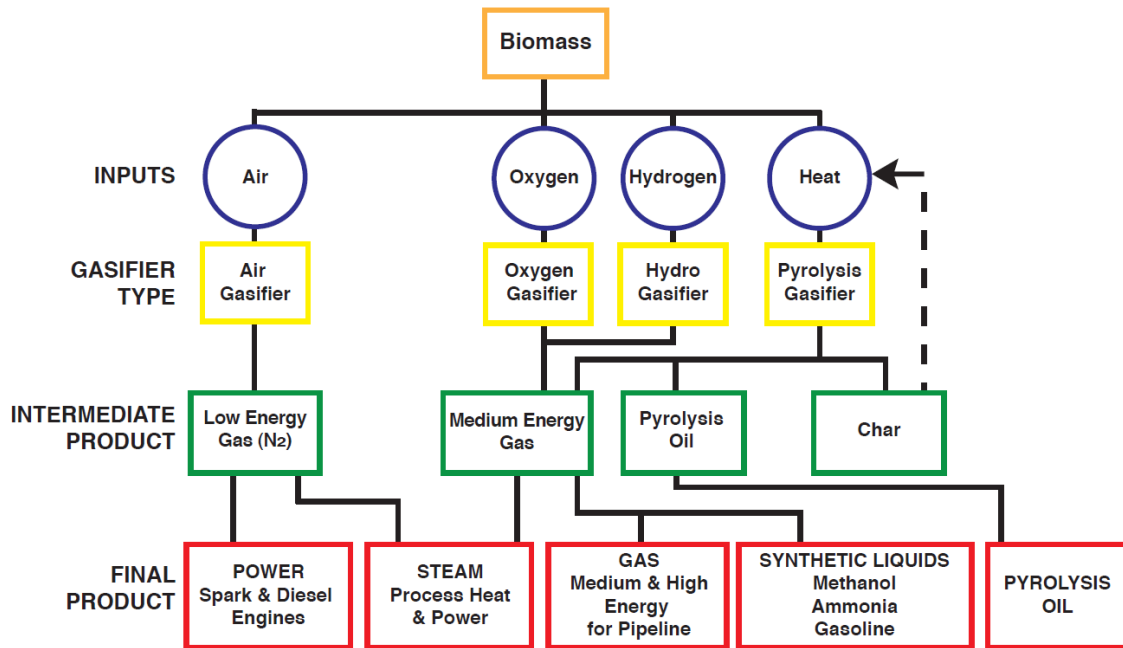 Biomass
INPUTS
Air
Oxygen
Hydrogen
Heat
GASIFIER
TYPE
Air
Gasifier
Oxygen
Gasifier
Hydro
Gasifier
Pyrolysis
Gasifier
INTERMEDIATE
PRODUCT
Low Energy
Gas (N2)
Medium Energy
Gas
Pyrolysis
Oil
Char
FINAL
PRODUCT
POWER
Spark & Diesel
Engines
STEAM
Process Heat
& Power
GAS
Medium & High
Energy
for Pipeline
SYNTHETIC LIQUIDS
Methanol
Ammonia
Gasoline
PYROLYSIS
OIL